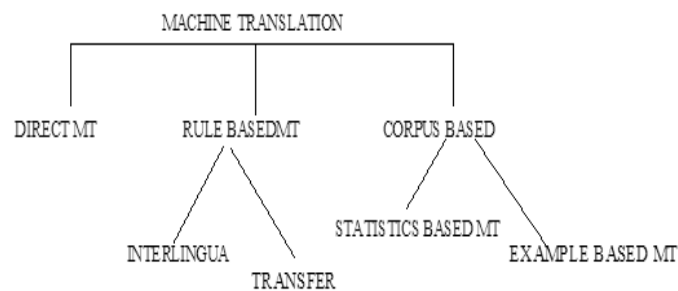 MACHINE TRANSLATION
DIRECT MT
RULE BASEDMT
CORPUS BASED
INTERLINGUA
TRANSFER
STATISTICS BASED MT
EXAMPLE BASED MT